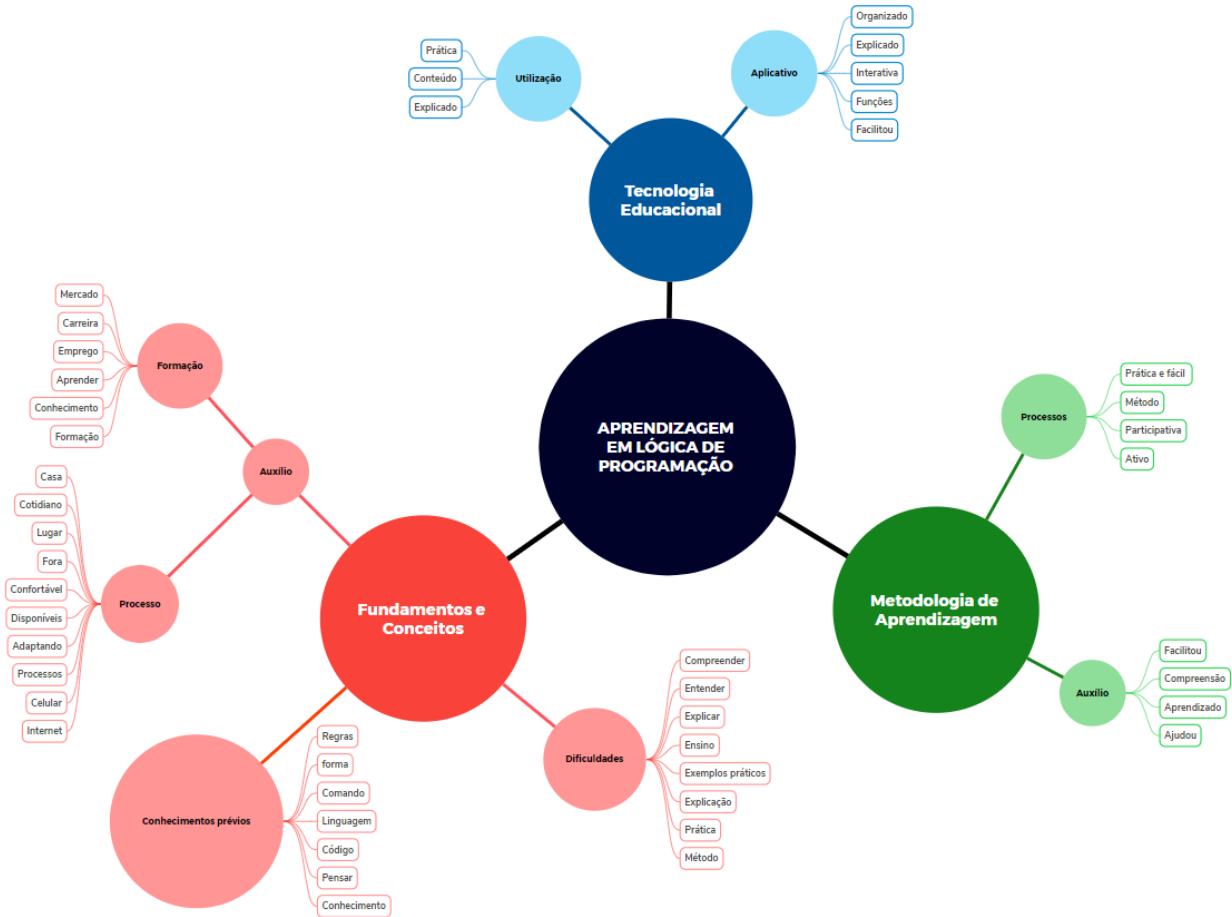 Prática
Conteúdo
Explicado
Utilização
Aplicativo
Organizado
Explicado
Interativa
Funções
Facilitou
Tecnologia
Educacional
Mercado
Carreira
Emprego
Aprender
Conhecimento
Formação
Formação
Auxílio
Casa
Cotidiano
Lugar
Fora
Confortável
Disponíveis
Adaptando
Processos
Celular
Internet
Processo
APRENDIZAGEM
EM LÓGICA DE
PROGRAMAÇÃO
Fundamentos e
Conceitos
Conhecimentos prévios
Regras
forma
Comando
Linguagem
Código
Pensar
Conhecimento
Dificuldades
Compreender
Entender
Explicar
Ensino
Exemplos práticos
Explicação
Prática
Método
Metodologia de
Aprendizagem
Processos
Prática e fácil
Método
Participativa
Ativo
Auxílio
Facilitou
Compreensão
Aprendizado
Ajudou